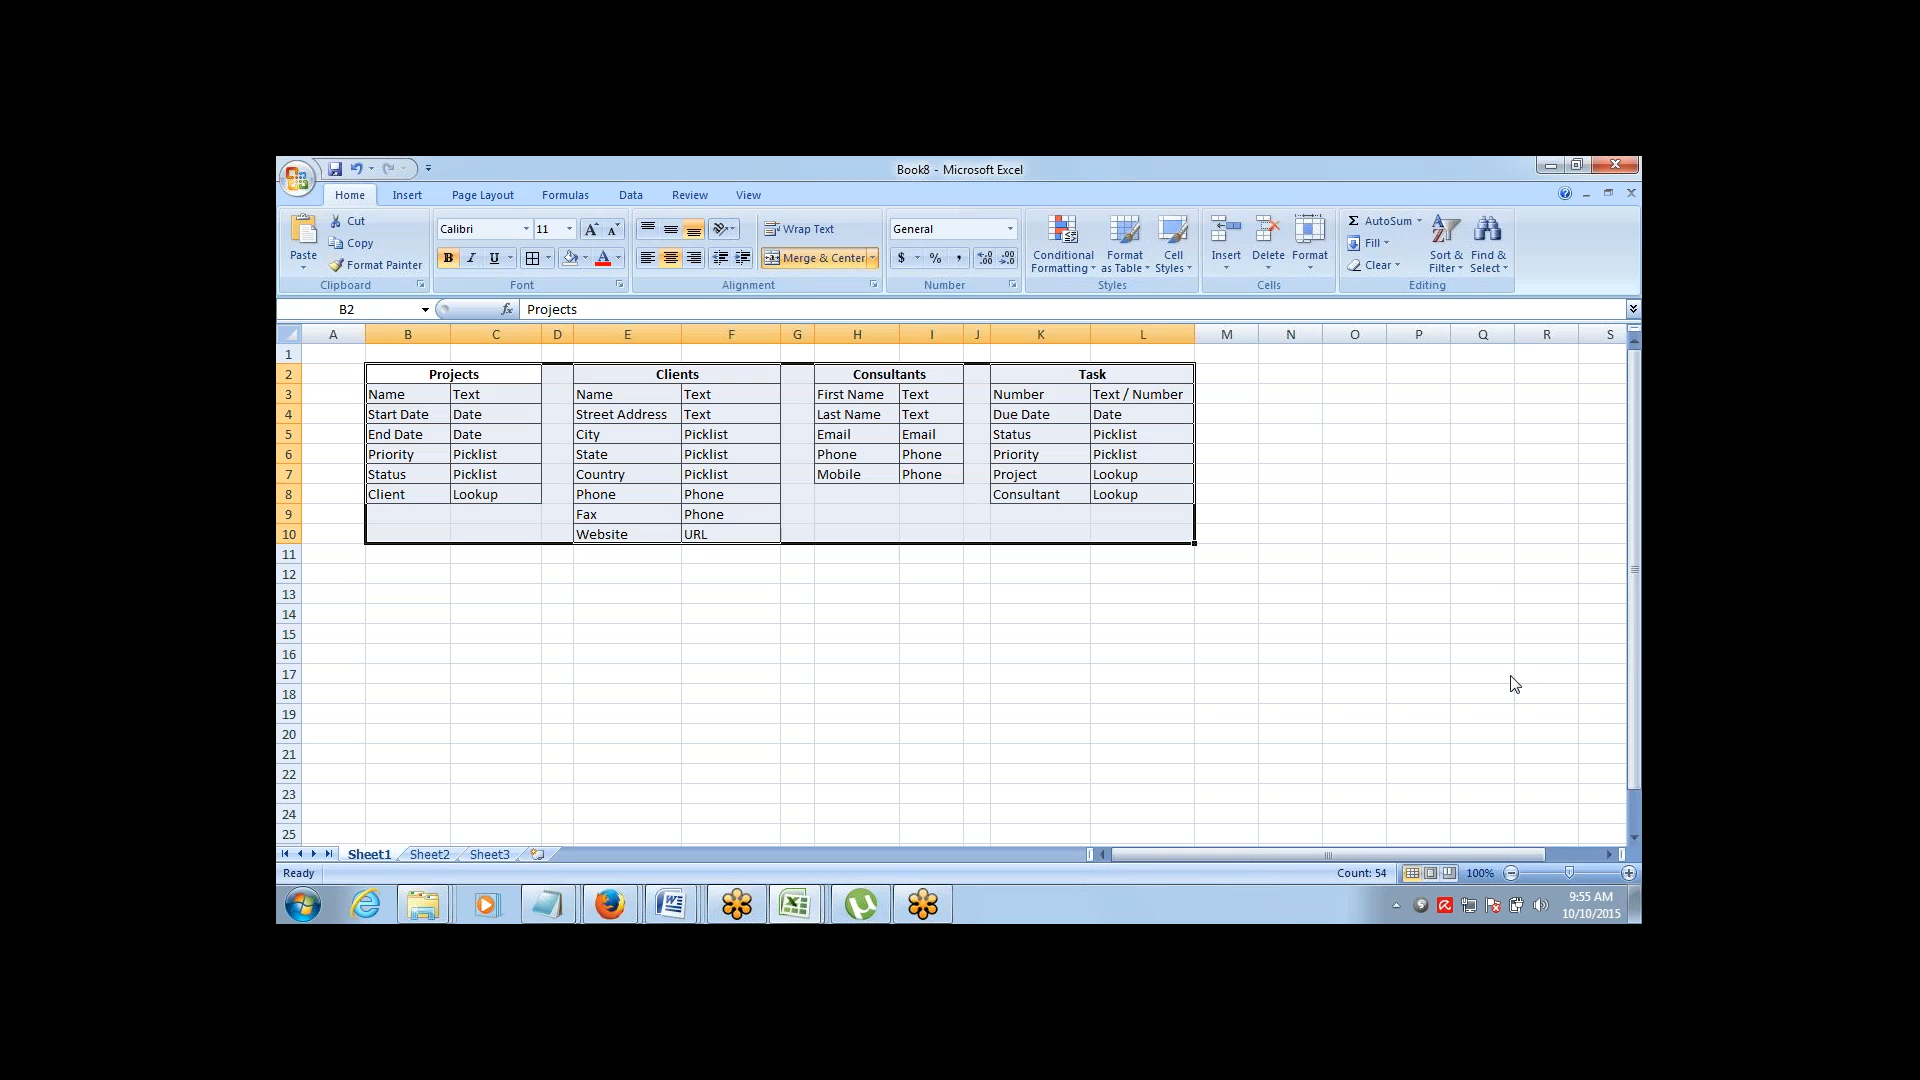 Book8 - Microsoft Excel
Home Insert Page Layout Formulas Data Review View
Paste Cut Copy Format Painter Clipboard
Calibri 11 B I U A Font
Wrap Text Merge & Center Alignment
General $ % , Number
Conditional Formatting Format as Table Cell Styles Styles
Insert Delete Format Cells
Σ AutoSum Fill Clear Sort & Filter Find & Select Editing
B2 fx Projects
A B C D E F G H I J K L M N O P Q R S
1
2 Projects Clients Consultants Task
3 Name Text Name Text First Name Text Number Text / Number
4 Start Date Date Street Address Text Last Name Text Due Date Date
5 End Date Date City Picklist Email Email Status Picklist
6 Priority Picklist State Picklist Phone Phone Priority Picklist
7 Status Picklist Country Picklist Mobile Phone Project Lookup
8 Client Lookup Phone Phone Consultant Lookup
9 Fax Phone
10 Website URL
11
12
13
14
15
16
17
18
19
20
21
22
23
24
25
Sheet1 Sheet2 Sheet3
Ready Count: 54 100%
9:55 AM
10/10/2015